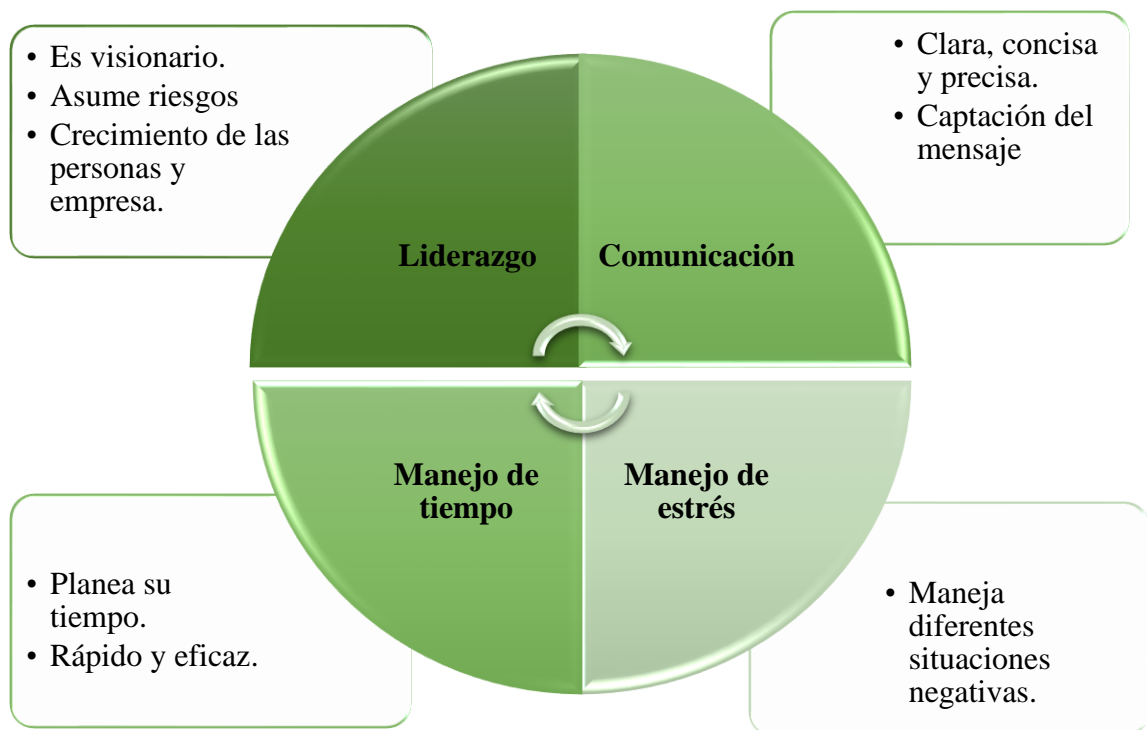 • Es visionario.
• Asume riesgos
• Crecimiento de las
personas y
empresa.
• Clara, concisa
y precisa.
• Captación del
mensaje
Liderazgo
Comunicación
Manejo de
tiempo
Manejo de
estrés
• Planea su
tiempo.
• Rápido y eficaz.
• Maneja
diferentes
situaciones
negativas.